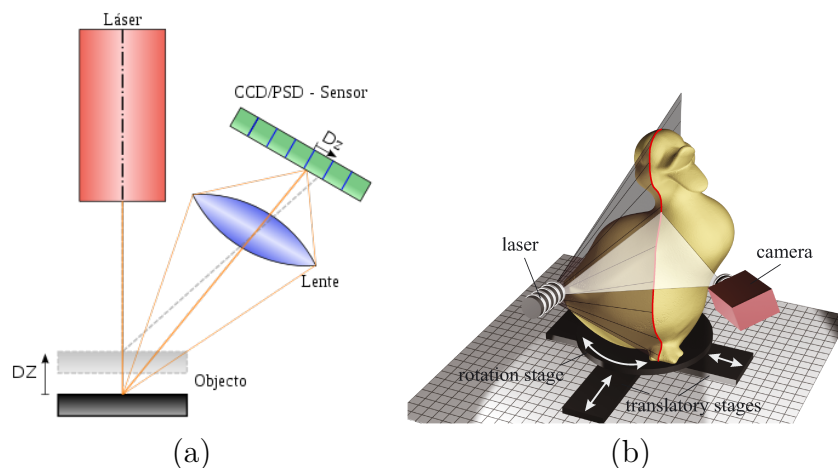 Láser
CCD/PSD - Sensor
Dz
Lente
DZ
Objecto
(a)
laser
camera
rotation stage
translatory stages
(b)